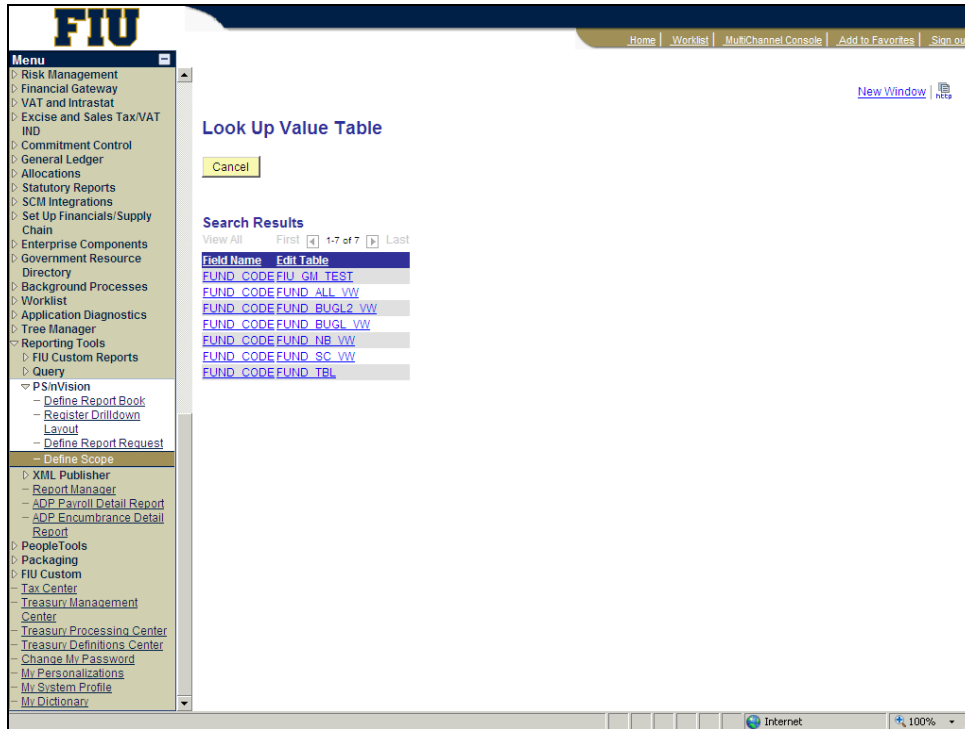 FIU
Home | Worklist | MultiChannel Console | Add to Favorites | Sign ou
Menu
Risk Management
Financial Gateway
VAT and Intrastat
Excise and Sales Tax/VAT
IND
Commitment Control
General Ledger
Allocations
Statutory Reports
SCM Integrations
Set Up Financials/Supply
Chain
Enterprise Components
Government Resource
Directory
Background Processes
Worklist
Application Diagnostics
Tree Manager
Reporting Tools
FIU Custom Reports
Query
PS/nVision
Define Report Book
Register Drilldown
Layout
Define Report Request
Define Scope
XML Publisher
Report Manager
ADP Payroll Detail Report
ADP Encumbrance Detail
Report
PeopleTools
Packaging
FIU Custom
Tax Center
Treasury Management
Center
Treasury Processing Center
Treasury Definitions Center
Change My Password
My Personalizations
My System Profile
My Dictionary
New Window | http
Look Up Value Table
Cancel
Search Results
View All First 1-7 of 7 Last
Field Name Edit Table
FUND_CODE FIU_GM_TEST
FUND_CODE FUND_ALL_VW
FUND_CODE FUND_BUGL2_VW
FUND_CODE FUND_BUGL_VW
FUND_CODE FUND_NB_VW
FUND_CODE FUND_SC_VW
FUND_CODE FUND_TBL
Internet 100%